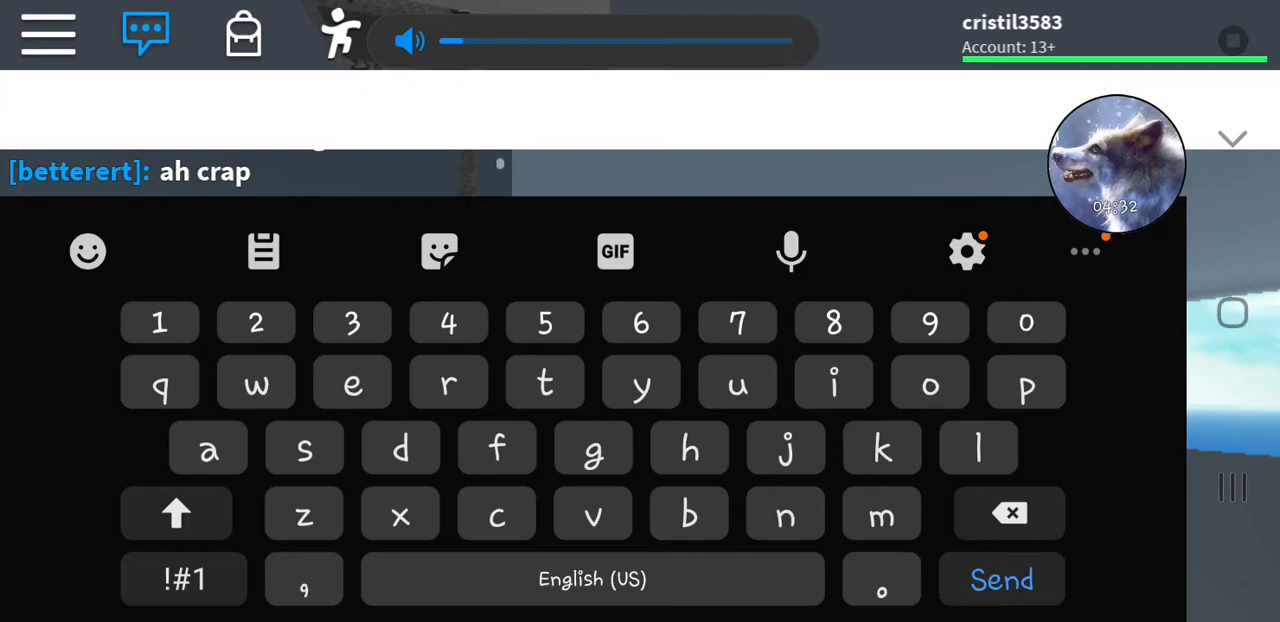 cristil3583
Account: 13+
[betterert]: ah crap
04:32
GIF
1 2 3 4 5 6 7 8 9 0
q w e r t y u i o p
a s d f g h j k l
z x c v b n m
!#1 , English (US) . Send